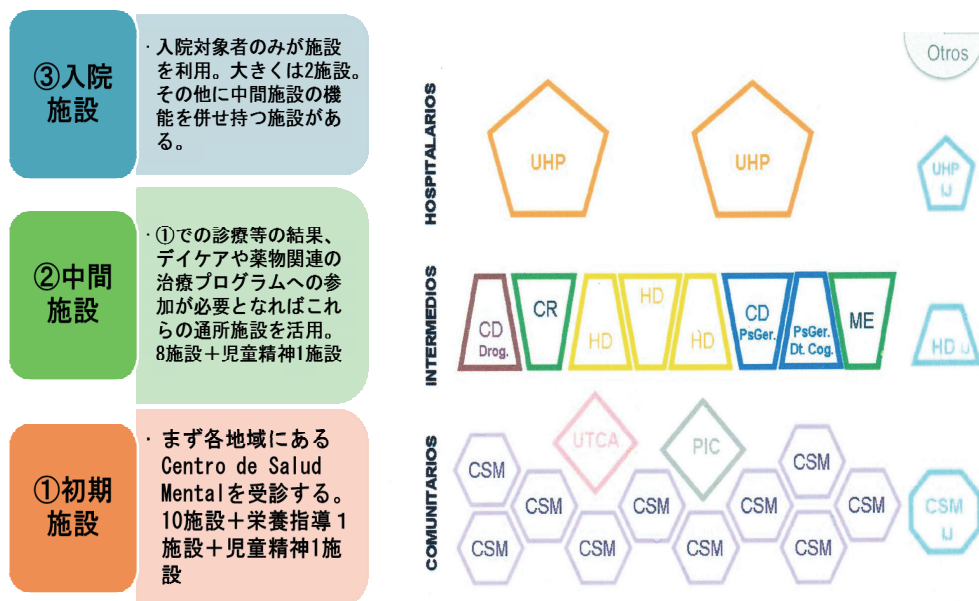 ③入院
施設
・入院対象者のみが施設
を利用。大きくは2施設。
その他に中間施設の機
能を併せ持つ施設があ
る。
②中間
施設
・①での診療等の結果、
デイケアや薬物関連の
治療プログラムへの参
加が必要となればこれ
らの通所施設を活用。
8施設＋児童精神1施設
①初期
施設
・まず各地域にある
Centro de Salud
Mentalを受診する。
10施設＋栄養指導1
施設＋児童精神1施
設
Otros
HOSPITALARIOS
UHP
UHP
UHP
IJ
INTERMEDIOS
CD
Drog.
CR
HD
HD
HD
CD
PsGer.
PsGer.
Dt. Cog.
ME
HD IJ
COMUNITARIOS
UTCA
PIC
CSM
CSM
CSM
CSM
CSM
CSM
CSM
CSM
CSM
CSM
CSM
IJ